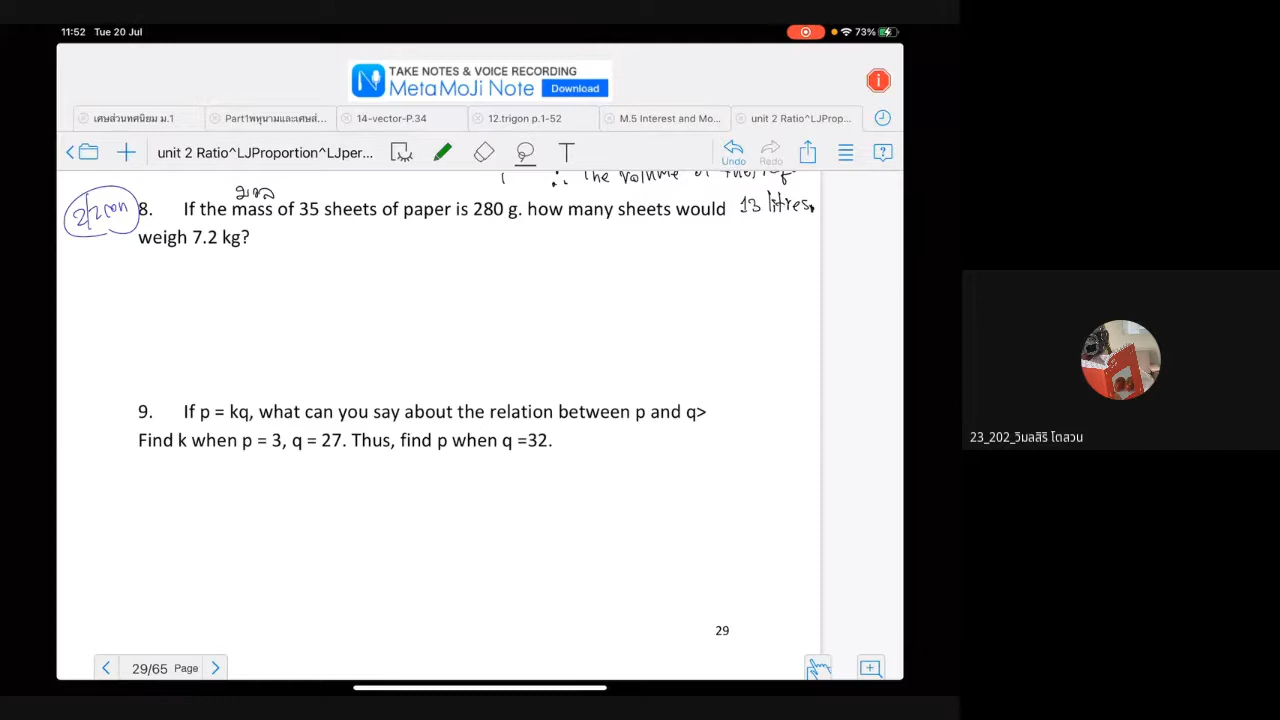 11:52 Tue 20 Jul
73%
TAKE NOTES & VOICE RECORDING
MetaMoJi Note Download
เศษส่วนทศนิยม ม.1
Part1พหุนามและเศษส่...
14-vector-P.34
12.trigon p.1-52
M.5 Interest and Mo...
unit 2 Ratio^LJProp...
unit 2 Ratio^LJProportion^LJper...
Undo
Redo
∴ The volume of
มวล
8. If the mass of 35 sheets of paper is 280 g. how many sheets would
13 litres.
weigh 7.2 kg?
9. If p = kq, what can you say about the relation between p and q>
Find k when p = 3, q = 27. Thus, find p when q =32.
29
29/65 Page
23_202_วิมลสิริ โตสวน